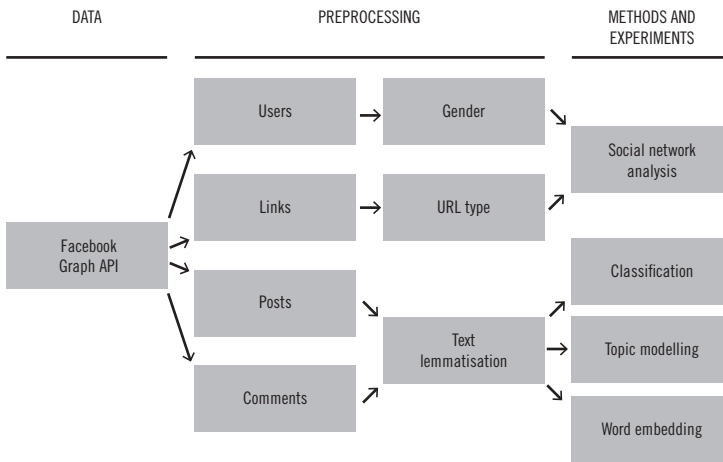 DATA
PREPROCESSING
METHODS AND
EXPERIMENTS
Users
Gender
Social network
analysis
Links
URL type
Facebook
Graph API
Classification
Posts
Text
lemmatisation
Topic modelling
Comments
Word embedding